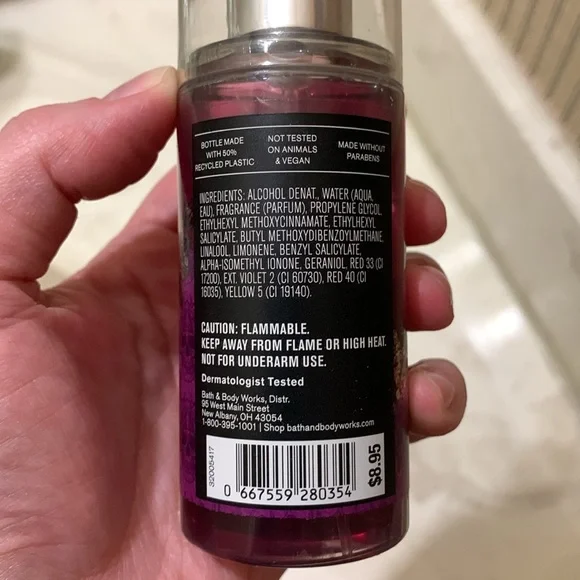 BOTTLE MADE
WITH 50%
RECYCLED PLASTIC
NOT TESTED
ON ANIMALS
& VEGAN
MADE WITHOUT
PARABENS
INGREDIENTS: ALCOHOL DENAT., WATER (AQUA,
EAU), FRAGRANCE (PARFUM), PROPYLENE GLYCOL,
ETHYLHEXYL METHOXYCINNAMATE, ETHYLHEXYL
SALICYLATE, BUTYL METHOXYDIBENZOYLMETHANE,
LINALOOL, LIMONENE, BENZYL SALICYLATE,
ALPHA-ISOMETHYL IONONE, GERANIOL, RED 33 (CI
17200), EXT. VIOLET 2 (CI 60730), RED 40 (CI
16035), YELLOW 5 (CI 19140).
CAUTION: FLAMMABLE.
KEEP AWAY FROM FLAME OR HIGH HEAT.
NOT FOR UNDERARM USE.
Dermatologist Tested
Bath & Body Works, Distr.
95 West Main Street
New Albany, OH 43054
1-800-395-1001 | Shop bathandbodyworks.com
32005417
0 667559 280354
$8.95